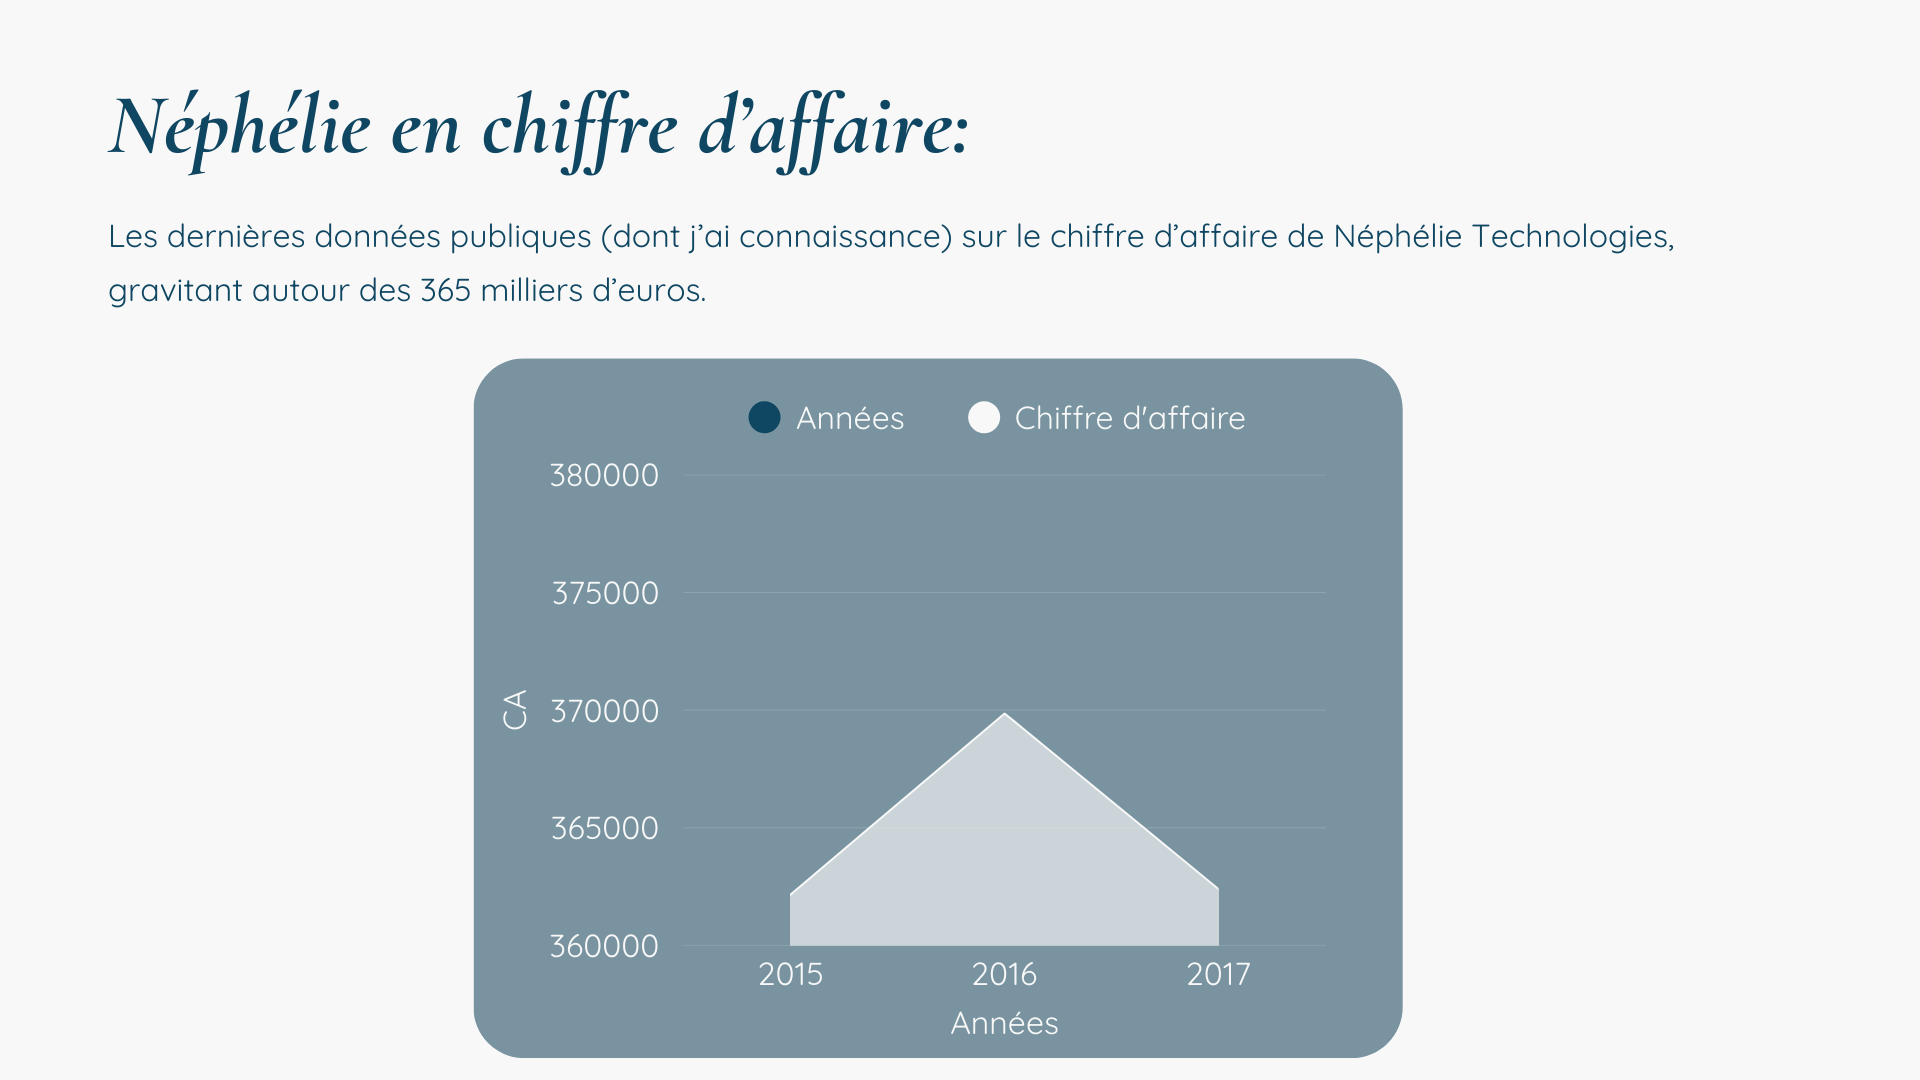 Néphélie en chiffre d’affaire:
Les dernières données publiques (dont j’ai connaissance) sur le chiffre d’affaire de Néphélie Technologies,
gravitant autour des 365 milliers d’euros.
Années
Chiffre d'affaire
380000
375000
CA
370000
365000
360000
2015
2016
2017
Années